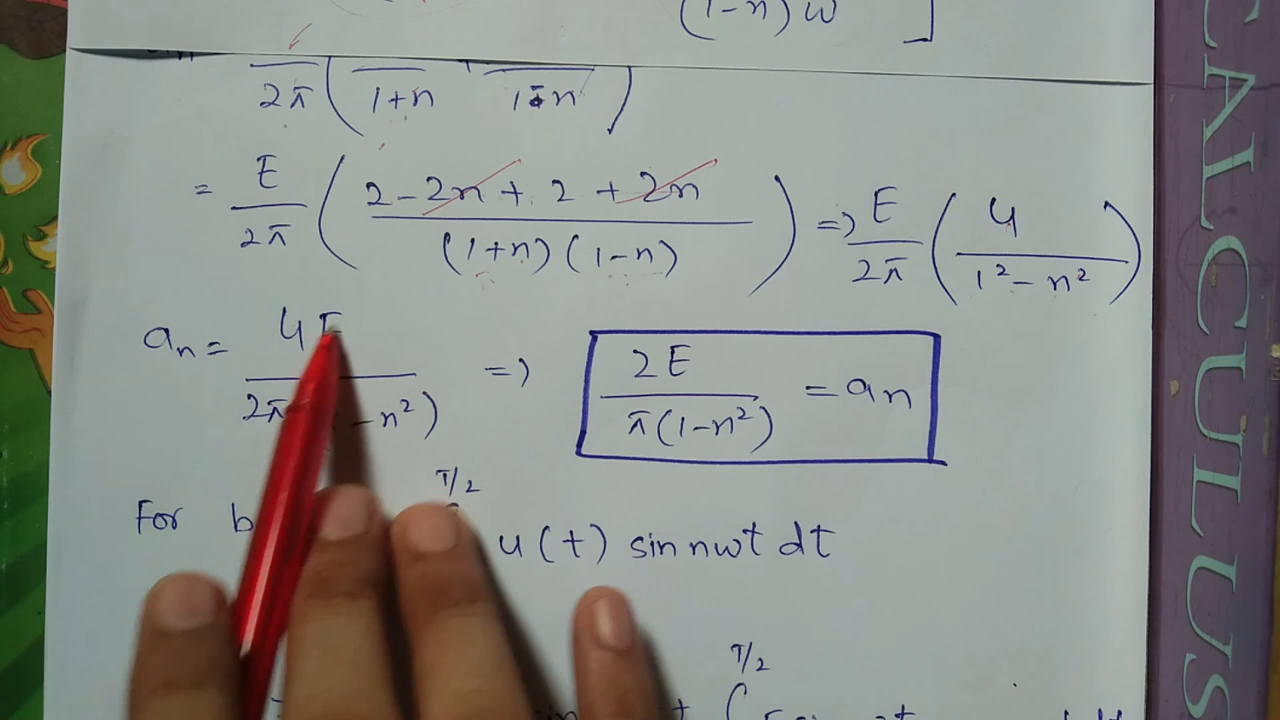 (1-n) ω ]
2π ( 1+n 1-n )
= E/2π ( 2-2n + 2 + 2n / (1+n)(1-n) ) => E/2π ( 4 / 1² - n² )
an = 4E / 2π - n² ) => 2E / π(1-n²) = an
For b T/2 u(t) sin nωt dt
T/2
CALCULUS